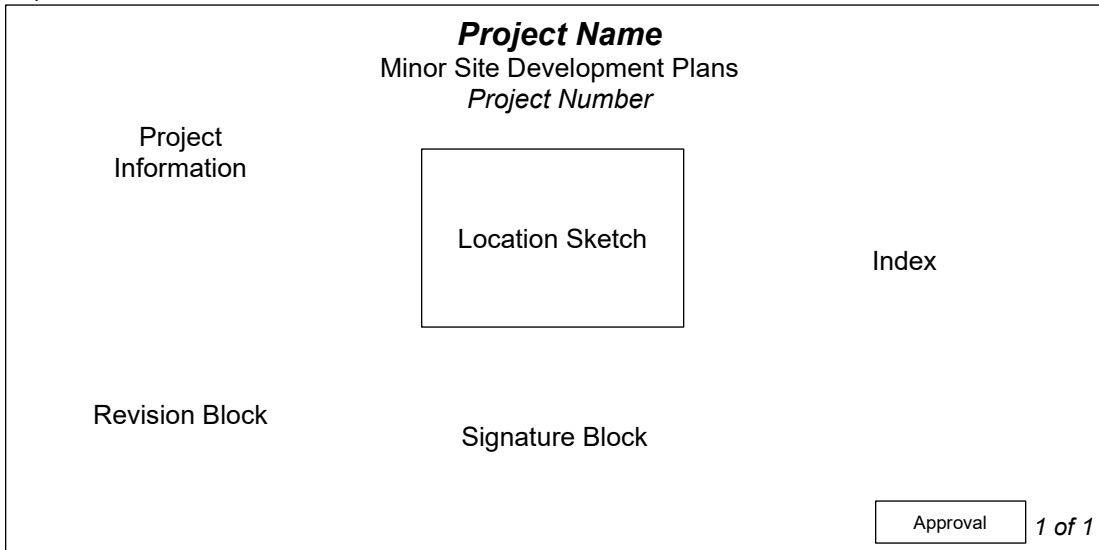 Project Name
Minor Site Development Plans
Project Number
Project
Information
Location Sketch
Index
Revision Block
Signature Block
Approval
1 of 1